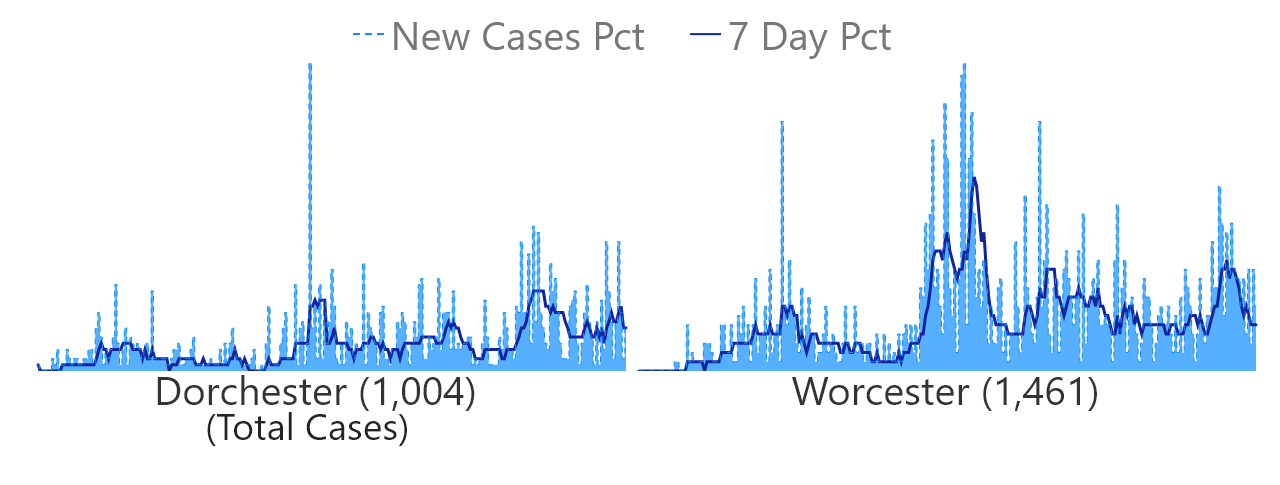 New Cases Pct 7 Day Pct
Dorchester (1,004) Worcester (1,461)
(Total Cases)